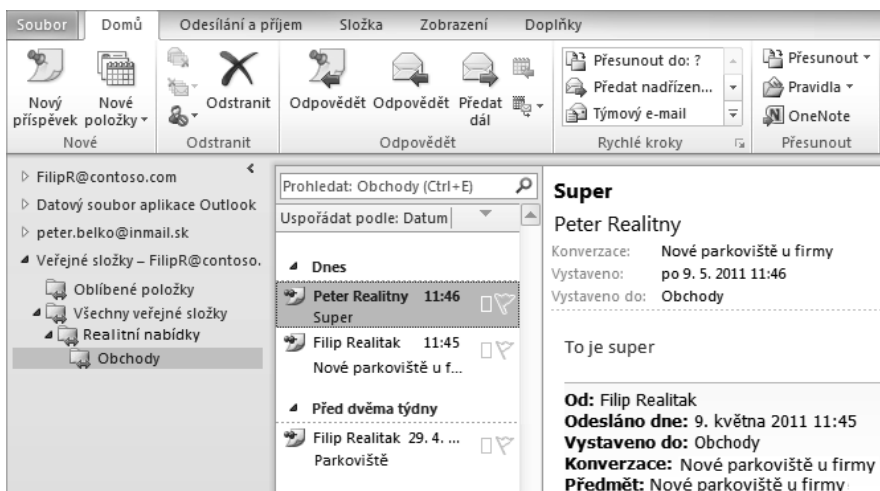 Soubor Domů Odesílání a příjem Složka Zobrazení Doplňky
Nový příspěvek
Nové položky
Nové
Odstranit
Odstranit
Odpovědět
Odpovědět
Předat dál
Odpovědět
Přesunout do: ?
Předat nadřízen...
Týmový e-mail
Rychlé kroky
Přesunout
Pravidla
OneNote
Přesunout
FilipR@contoso.com
Datový soubor aplikace Outlook
peter.belko@inmail.sk
Veřejné složky – FilipR@contoso.
Oblíbené položky
Všechny veřejné složky
Realitní nabídky
Obchody
Prohledat: Obchody (Ctrl+E)
Uspořádat podle: Datum
Dnes
Peter Realitny 11:46
Super
Filip Realitak 11:45
Nové parkoviště u f...
Před dvěma týdny
Filip Realitak 29. 4. ...
Parkoviště
Super
Peter Realitny
Konverzace: Nové parkoviště u firmy
Vystaveno: po 9. 5. 2011 11:46
Vystaveno do: Obchody
To je super
Od: Filip Realitak
Odesláno dne: 9. května 2011 11:45
Vystaveno do: Obchody
Konverzace: Nové parkoviště u firmy
Předmět: Nové parkoviště u firmy